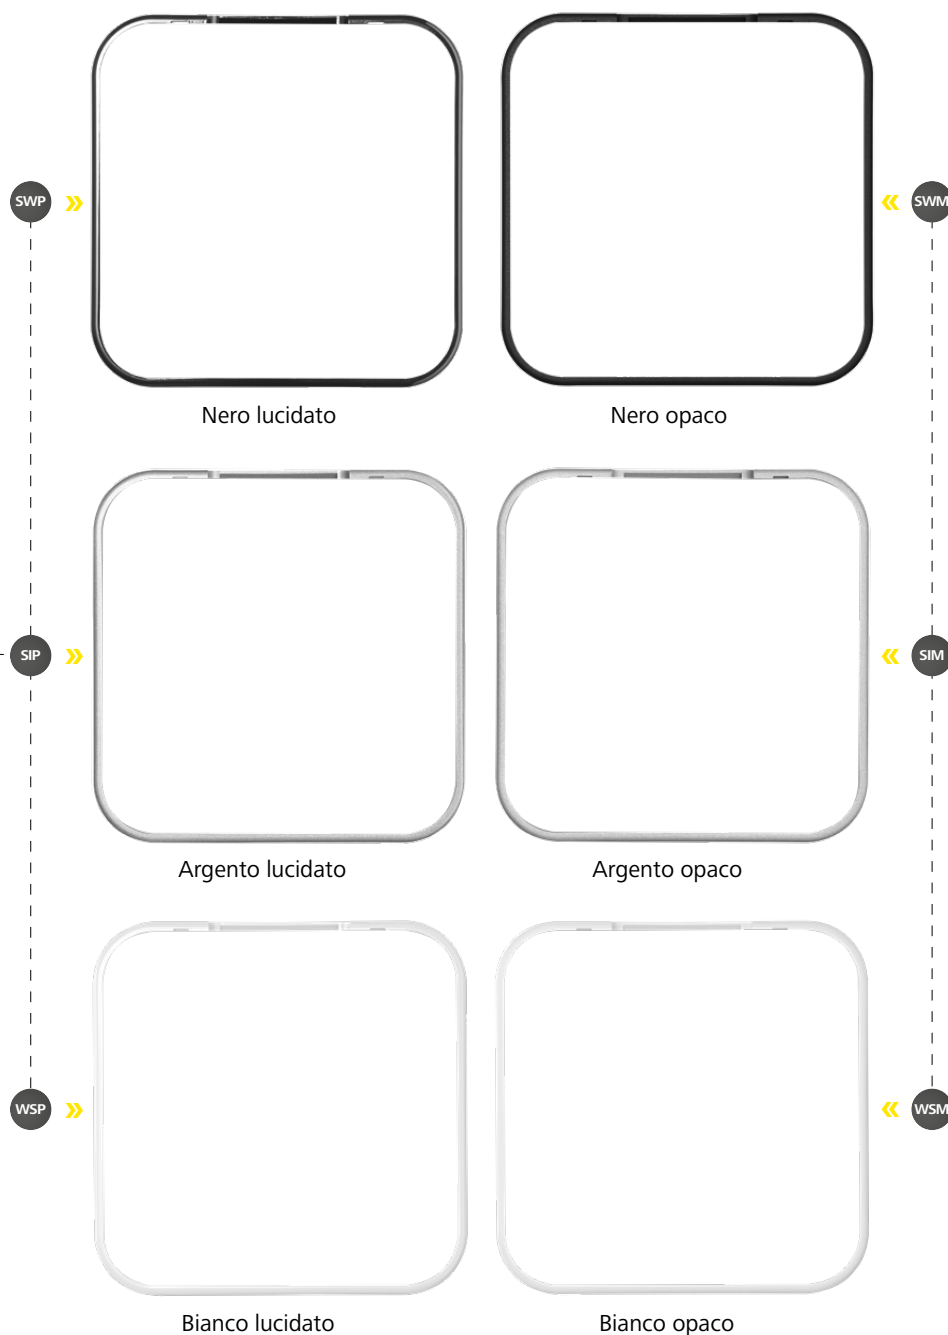 SWP
SWM
Nero lucidato
Nero opaco
SIP
SIM
Argento lucidato
Argento opaco
WSP
WSM
Bianco lucidato
Bianco opaco